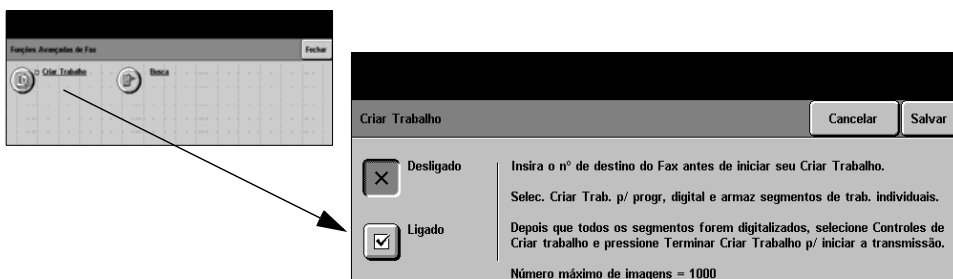 Funções Avançadas de Fax
Fechar
Criar Trabalho
Busca
Criar Trabalho
Cancelar
Salvar
Desligado
Ligado
Insira o nº de destino do Fax antes de iniciar seu Criar Trabalho.
Selec. Criar Trab. p/ progr, digital e armaz segmentos de trab. individuais.
Depois que todos os segmentos forem digitalizados, selecione Controles de
Criar trabalho e pressione Terminar Criar Trabalho p/ iniciar a transmissão.
Número máximo de imagens = 1000